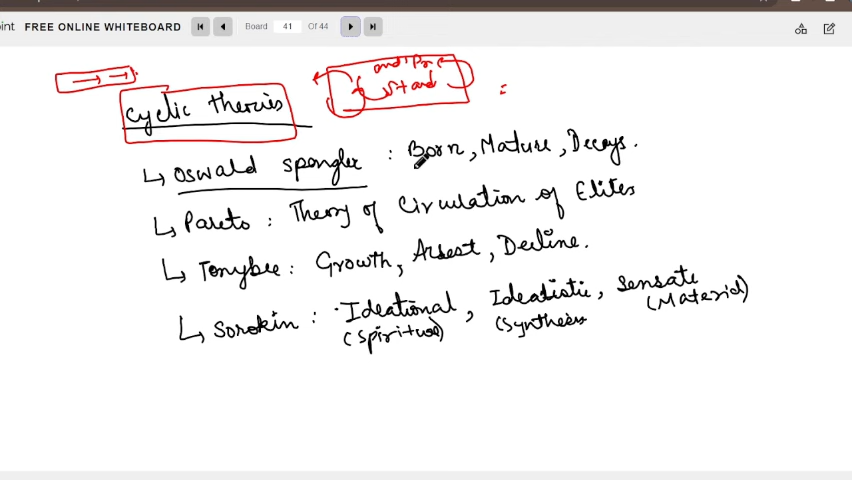 oint FREE ONLINE WHITEBOARD Board 41 Of 44
Cyclic theories
↳ Oswald Spengler : Born, Mature, Decays.
↳ Pareto : Theory of Circulation of Elites
↳ Tonybee : Growth, Arrest, Decline.
↳ Sorokin : Ideational, Idealistic, Sensate
(Spiritual) (Synthesis (Material)